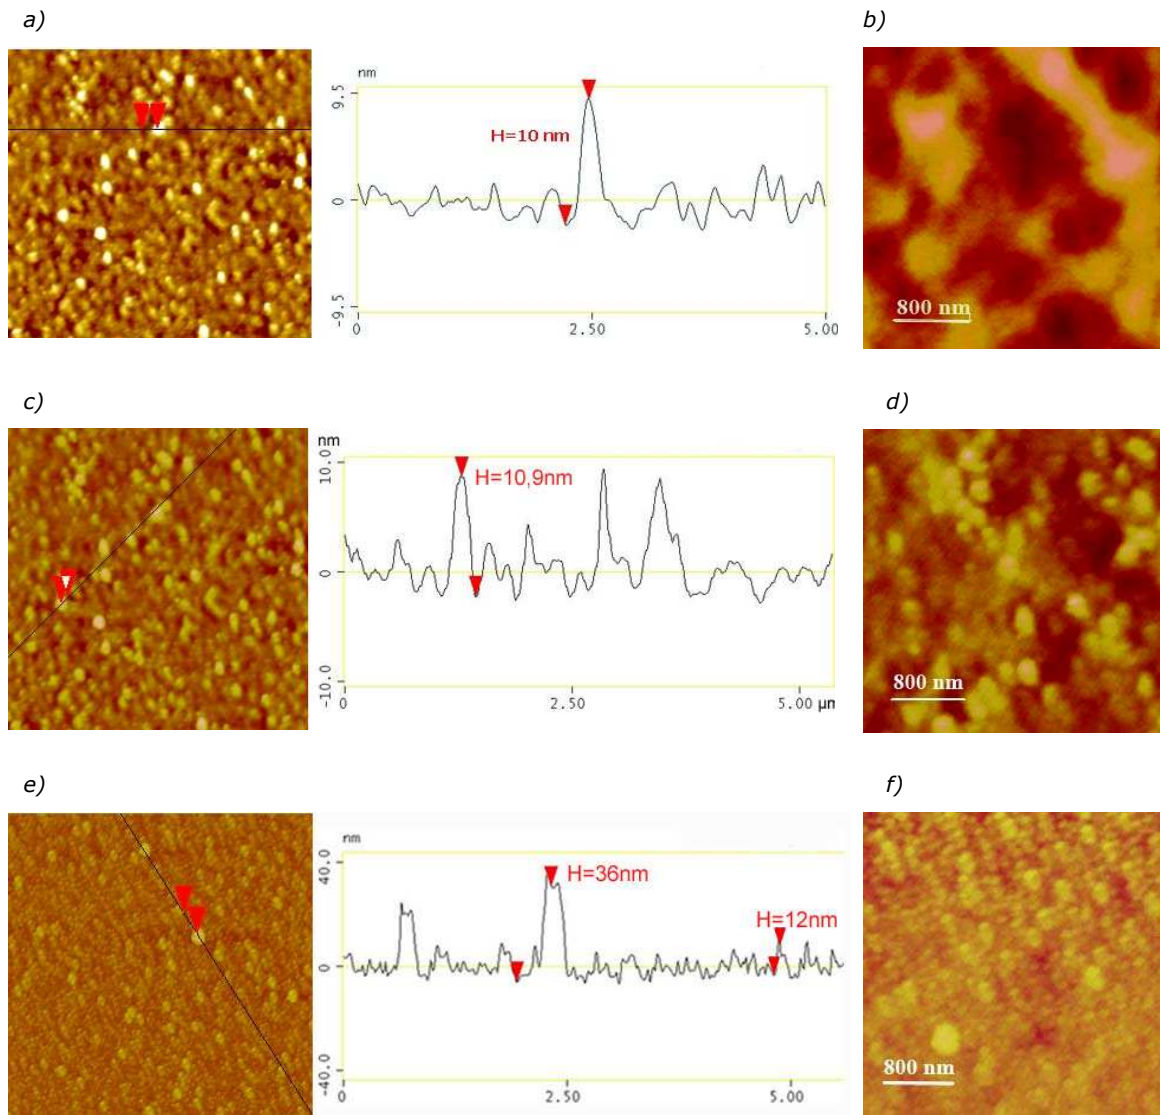 a)
b)
nm
9.5
H=10 nm
0
-9.5
0
2.50
5.00
800 nm
c)
d)
nm
10.0
H=10,9nm
0
-10.0
0
2.50
5.00 µm
800 nm
e)
f)
nm
40.0
H=36nm
H=12nm
0
-40.0
0
2.50
5.00
800 nm